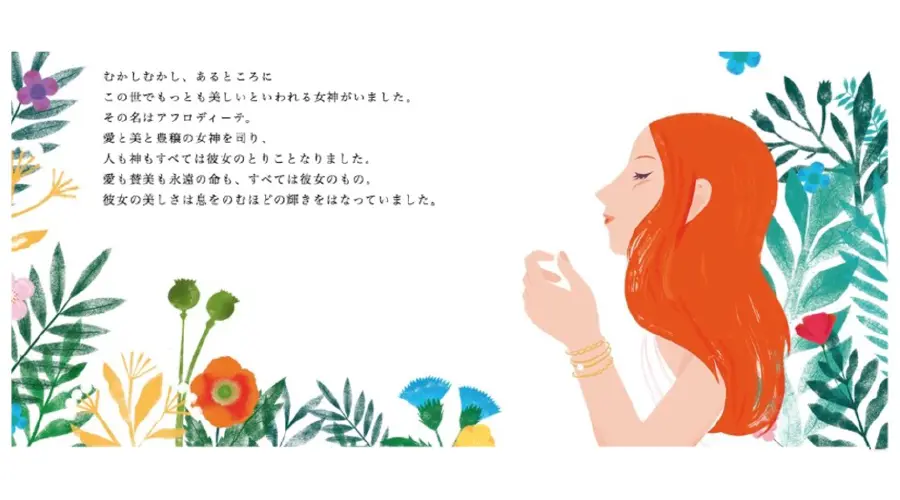 むかしむかし、あるところに
この世でもっとも美しいといわれる女神がいました。
その名はアフロディーテ。
愛と美と豊穣の女神を司り、
人も神もすべては彼女のとりことなりました。
愛も賛美も永遠の命も、すべては彼女のもの。
彼女の美しさは息をのむほどの輝きをはなっていました。